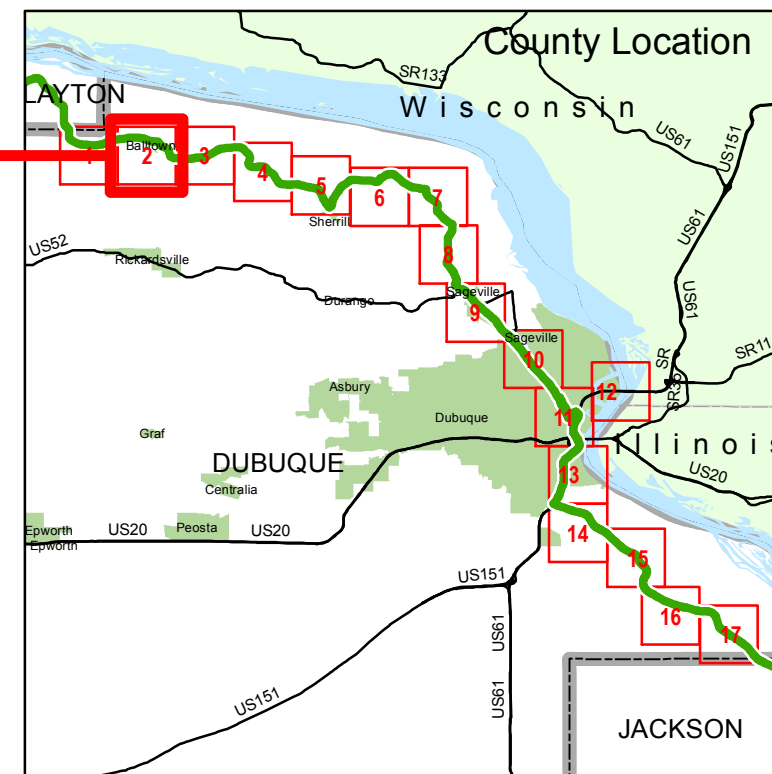 County Location
SR133
LAYTON
Wisconsin
US61
US151
Balltown
1
2
3
4
5
6
7
Sherrill
US61
US52
Rickardsville
8
Durango
Sageville
9
US61
Sageville
10
SR
SR11
SR35
12
Asbury
Dubuque
11
Graf
Illinois
DUBUQUE
13
US20
Centralia
Epworth
US20
Peosta
US20
Epworth
14
15
US151
16
US61
17
US151
US61
JACKSON